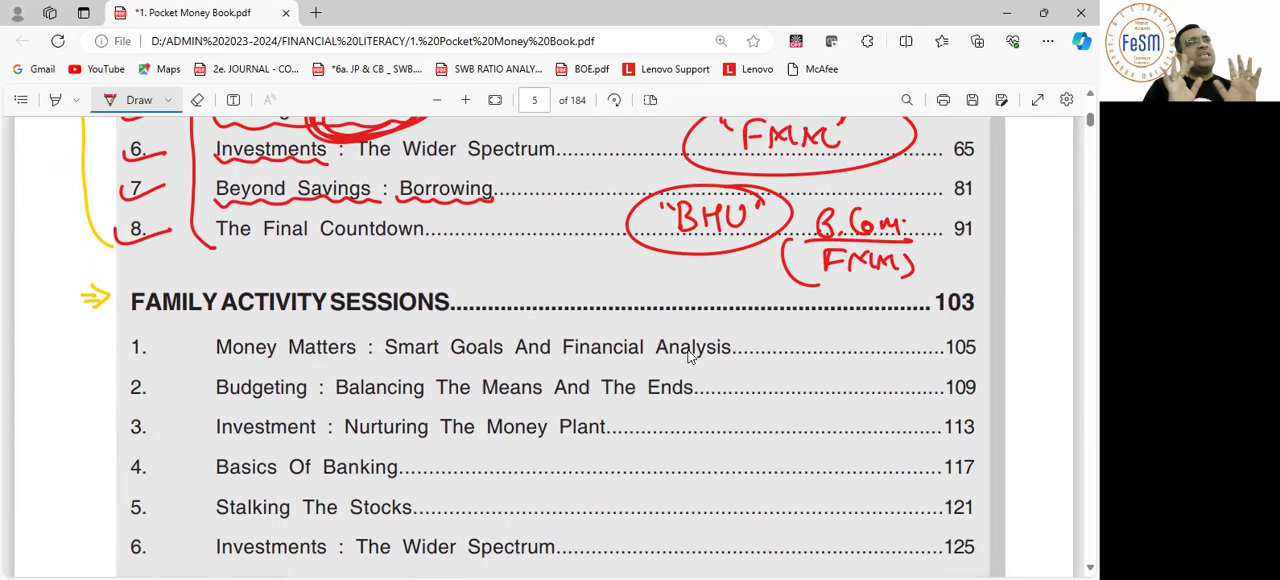 *1. Pocket Money Book.pdf
File
D:/ADMIN%202023-2024/FINANCIAL%20LITERACY/1.%20Pocket%20Money%20Book.pdf
Gmail YouTube Maps 2e. JOURNAL - CO... *6a. JP & CB _ SWB.... SWB RATIO ANALY... BOE.pdf Lenovo Support Lenovo McAfee
Draw 5 of 184
"FMM"
6. Investments : The Wider Spectrum 65
7 Beyond Savings : Borrowing 81
"BHU" B.Com.
8. The Final Countdown 91
FMM)
FAMILY ACTIVITY SESSIONS 103
1. Money Matters : Smart Goals And Financial Analysis 105
2. Budgeting : Balancing The Means And The Ends 109
3. Investment : Nurturing The Money Plant 113
4. Basics Of Banking 117
5. Stalking The Stocks 121
6. Investments : The Wider Spectrum 125
FeSM